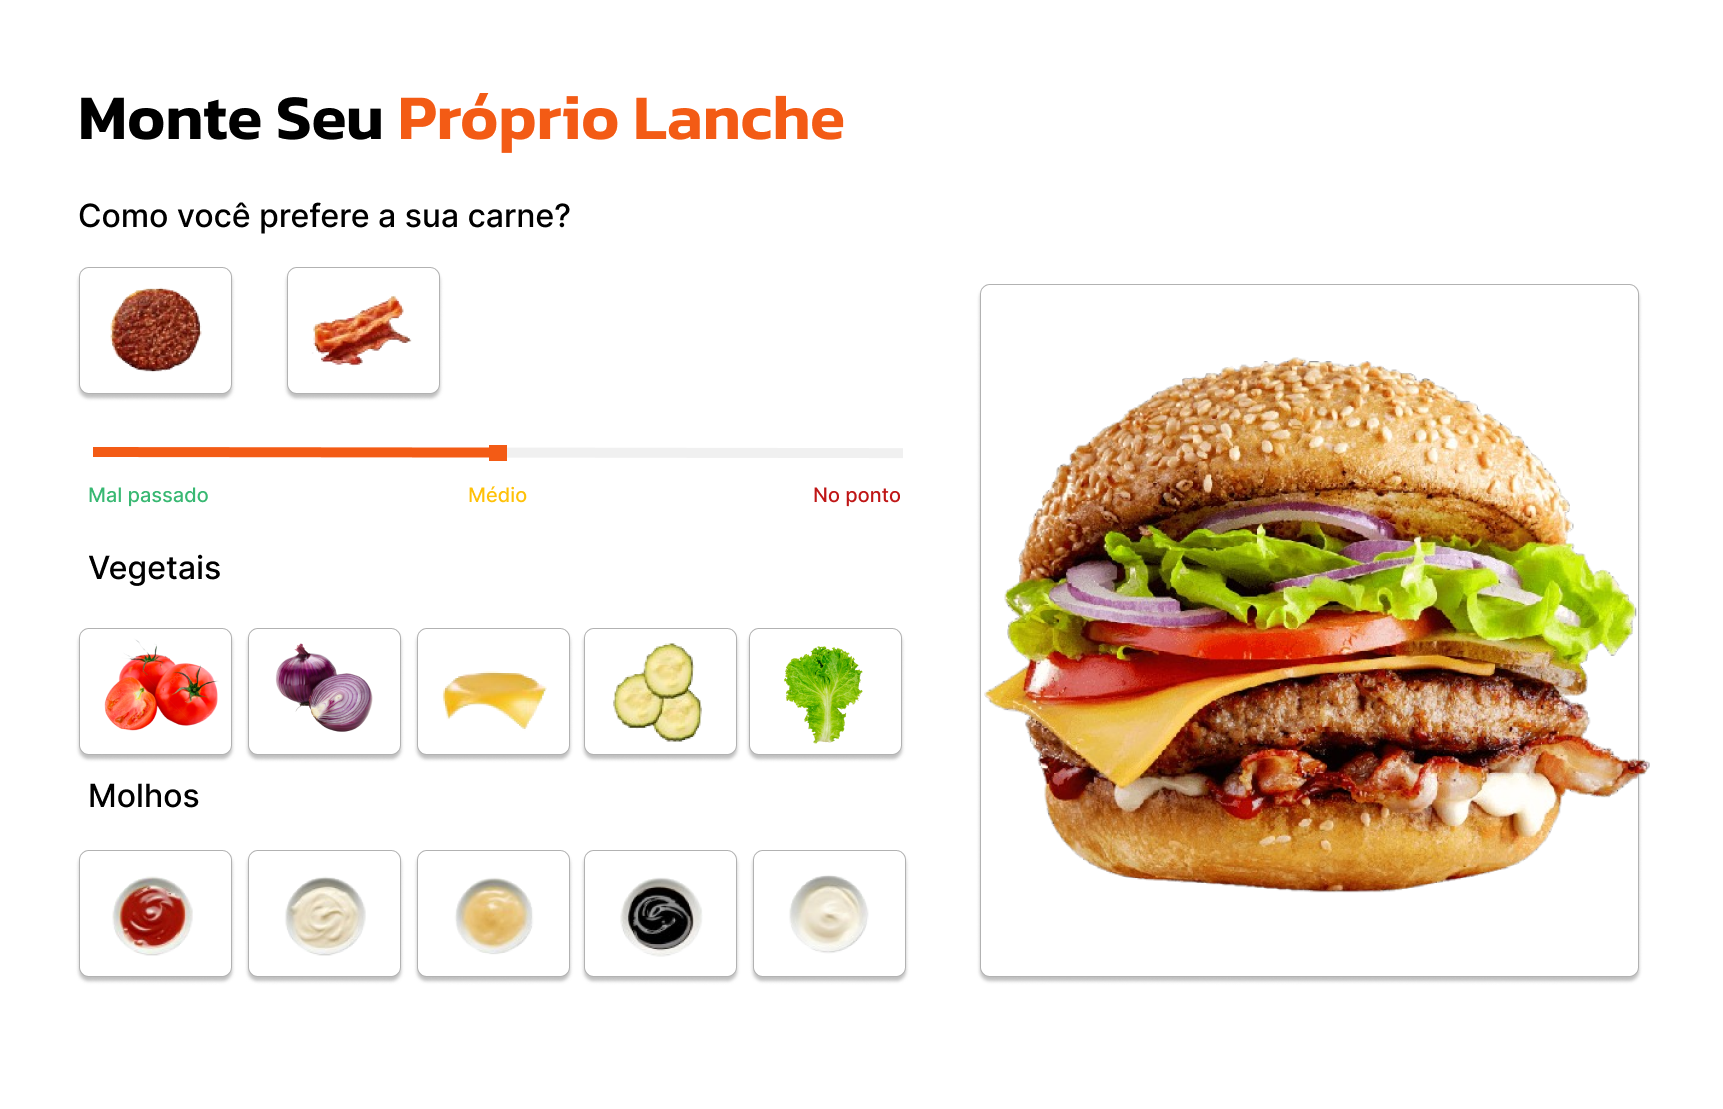 Monte Seu Próprio Lanche
Como você prefere a sua carne?
Mal passado Médio No ponto
Vegetais
Molhos